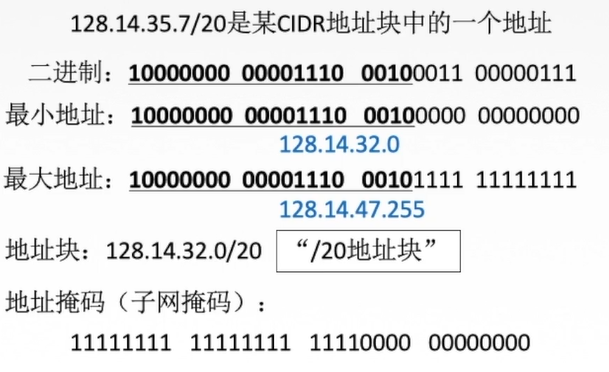 128.14.35.7/20是某CIDR地址块中的一个地址
二进制：10000000 00001110 00100011 00000111
最小地址：10000000 00001110 00100000 00000000
128.14.32.0
最大地址：10000000 00001110 00101111 11111111
128.14.47.255
地址块：128.14.32.0/20 “/20地址块”
地址掩码（子网掩码）：
11111111 11111111 11110000 00000000